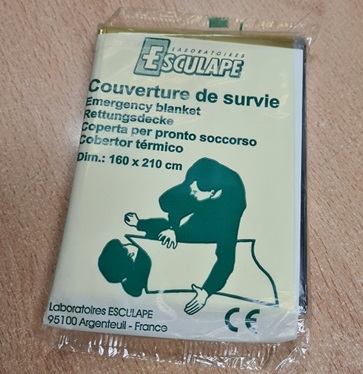 LABORATOIRES
ESCULAPE
Couverture de survie
Emergency blanket
Rettungsdecke
Coperta per pronto soccorso
Cobertor térmico
Dim.: 160 x 210 cm
Laboratoires ESCULAPE
95100 Argenteuil - France
CE